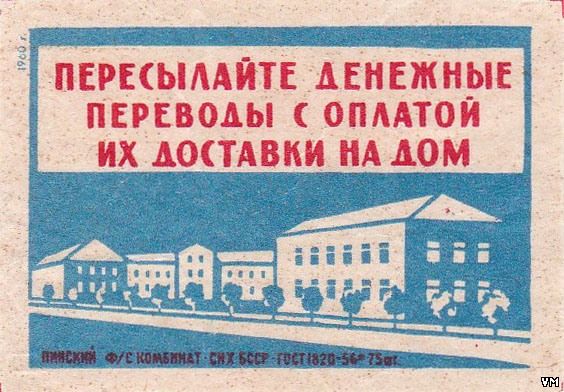 1960 г.
ПЕРЕСЫЛАЙТЕ ДЕНЕЖНЫЕ
ПЕРЕВОДЫ С ОПЛАТОЙ
ИХ ДОСТАВКИ НА ДОМ
ПИНСКИЙ Ф/С КОМБИНАТ · СНХ БССР · ГОСТ 1820-56 · 75 шт.
VM